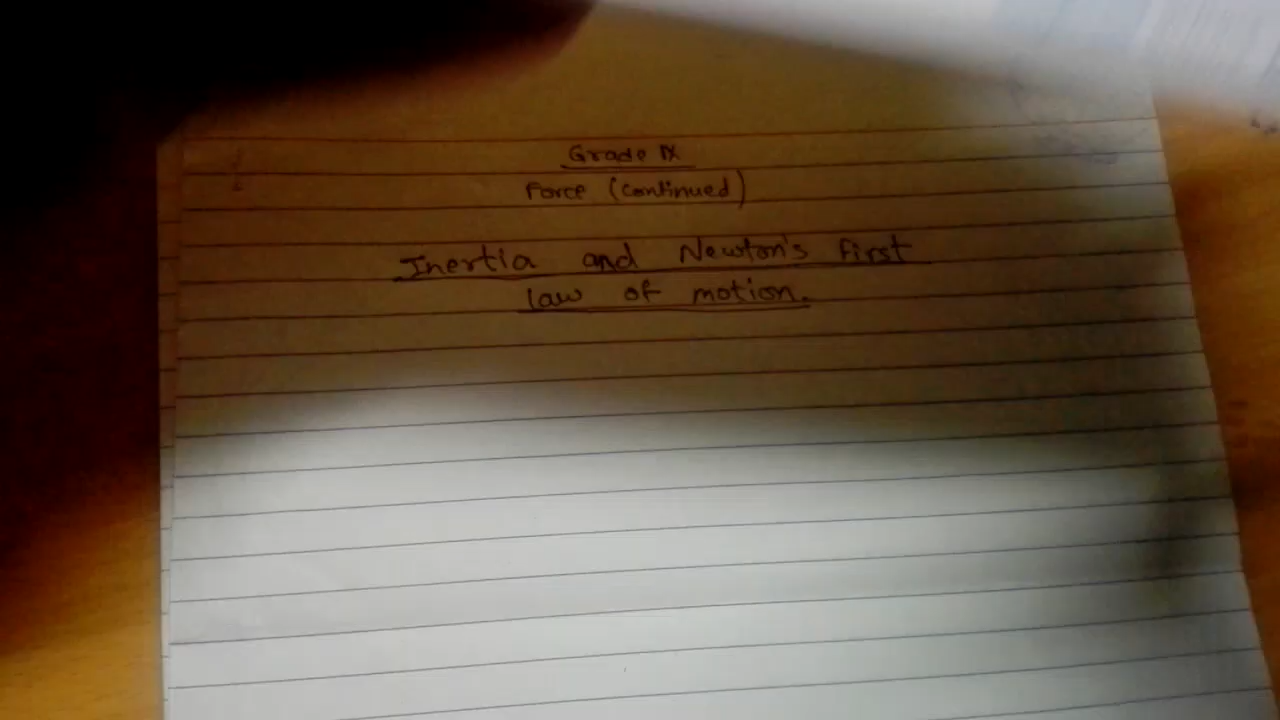 Grade IX
Force (Continued)
Inertia and Newton's first
law of motion.